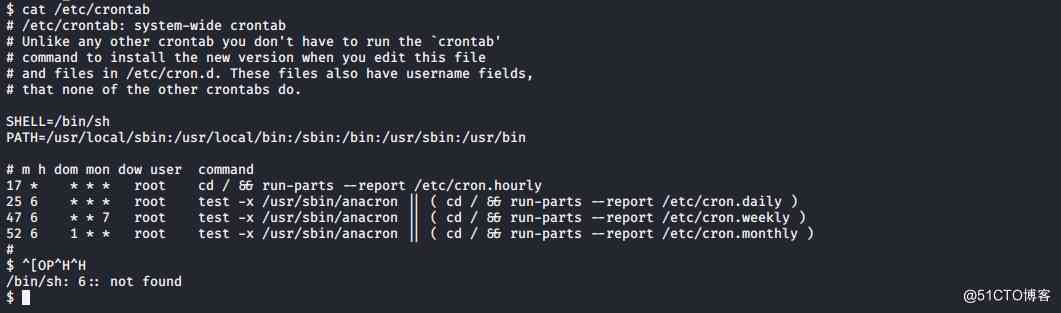 $ cat /etc/crontab
# /etc/crontab: system-wide crontab
# Unlike any other crontab you don't have to run the `crontab'
# command to install the new version when you edit this file
# and files in /etc/cron.d. These files also have username fields,
# that none of the other crontabs do.
SHELL=/bin/sh
PATH=/usr/local/sbin:/usr/local/bin:/sbin:/bin:/usr/sbin:/usr/bin
# m h dom mon dow user  command
17 *    * * *   root    cd / && run-parts --report /etc/cron.hourly
25 6    * * *   root    test -x /usr/sbin/anacron || ( cd / && run-parts --report /etc/cron.daily )
47 6    * * 7   root    test -x /usr/sbin/anacron || ( cd / && run-parts --report /etc/cron.weekly )
52 6    1 * *   root    test -x /usr/sbin/anacron || ( cd / && run-parts --report /etc/cron.monthly )
#
$ ^[OP^H^H
/bin/sh: 6:: not found
$
@51CTO博客